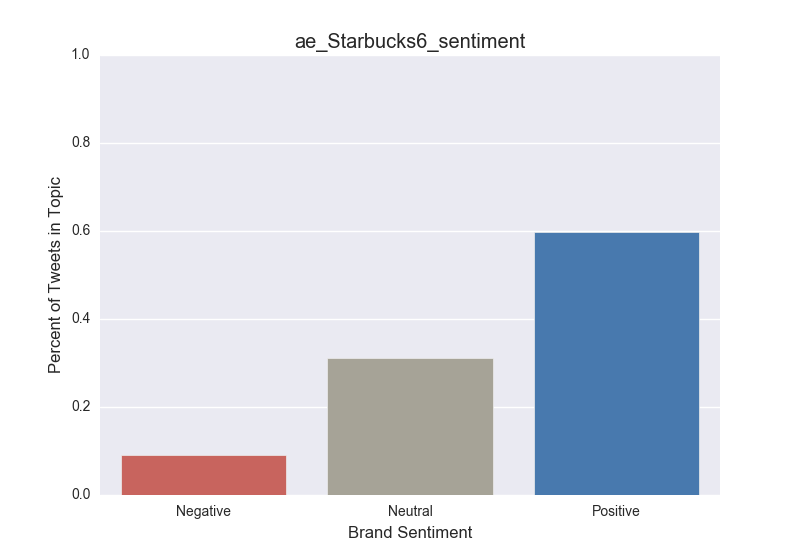 ae_Starbucks6_sentiment
1.0
0.8
0.6
0.4
0.2
0.0
Percent of Tweets in Topic
Negative Neutral Positive
Brand Sentiment